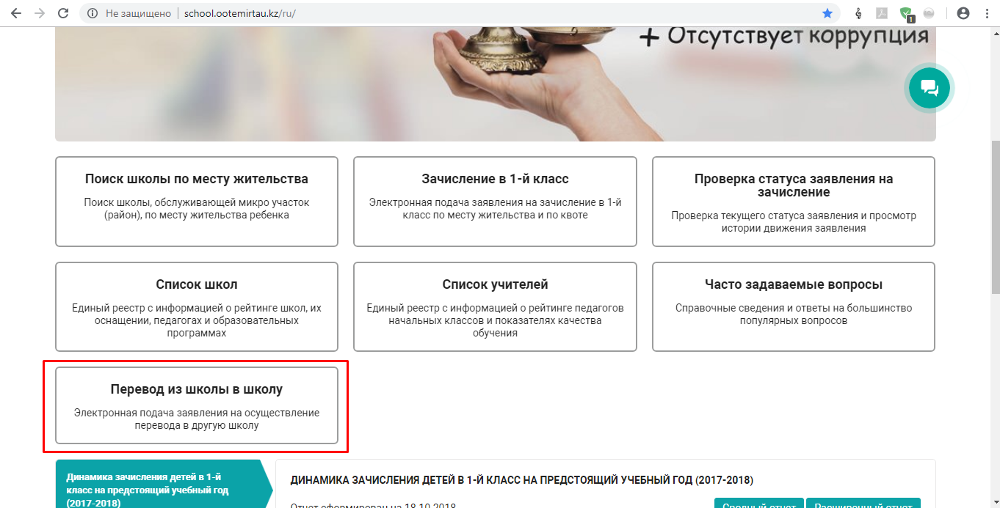 Не защищено
school.ootemirtau.kz/ru/
1
+ Отсутствует коррупция
Поиск школы по месту жительства
Поиск школы, обслуживающей микро участок
(район), по месту жительства ребенка
Зачисление в 1-й класс
Электронная подача заявления на зачисление в 1-й
класс по месту жительства и по квоте
Проверка статуса заявления на
зачисление
Проверка текущего статуса заявления и просмотр
истории движения заявления
Список школ
Единый реестр с информацией о рейтинге школ, их
оснащении, педагогах и образовательных
программах
Список учителей
Единый реестр с информацией о рейтинге педагогов
начальных классов и показателях качества
обучения
Часто задаваемые вопросы
Справочные сведения и ответы на большинство
популярных вопросов
Перевод из школы в школу
Электронная подача заявления на осуществление
перевода в другую школу
Динамика зачисления детей в 1-й
класс на предстоящий учебный год
(2017-2018)
ДИНАМИКА ЗАЧИСЛЕНИЯ ДЕТЕЙ В 1-Й КЛАСС НА ПРЕДСТОЯЩИЙ УЧЕБНЫЙ ГОД (2017-2018)
Отчет сформирован на 18.10.2018
Сводный отчет
Расширенный отчет